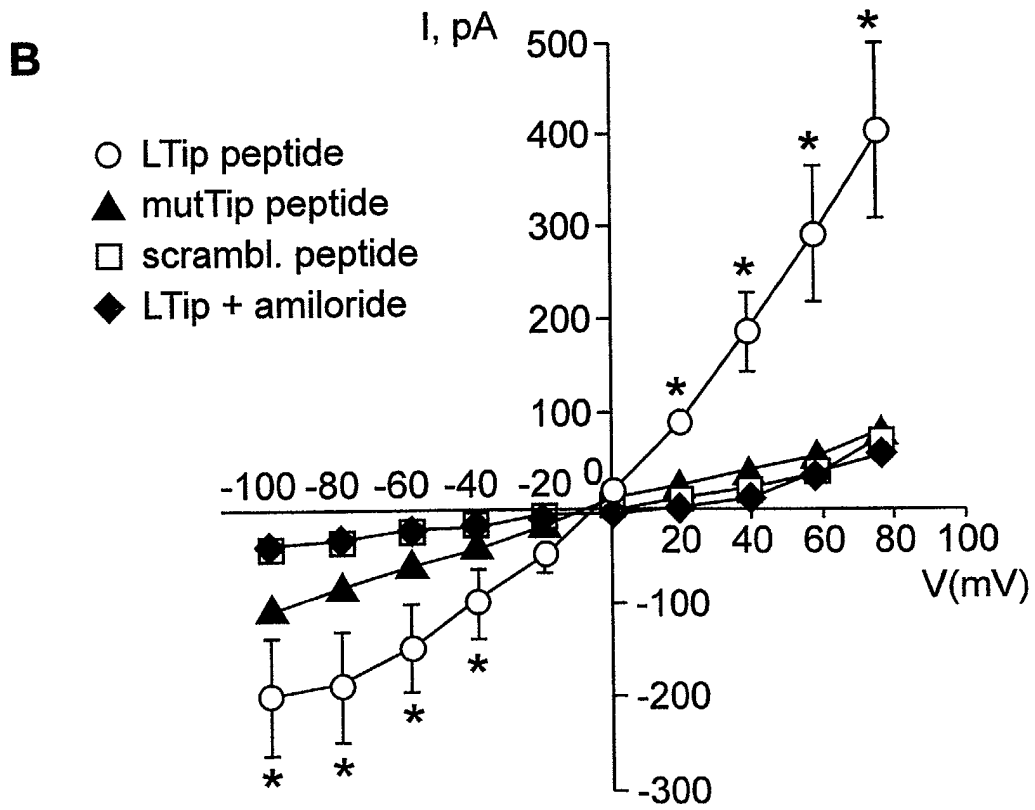 B
I, pA
LTip peptide
mutTip peptide
scrambl. peptide
LTip + amiloride
500
400
300
200
100
-100 -80 -60 -40 -20 0
20 40 60 80 100
V(mV)
-100
-200
-300
* * * *
* * * *